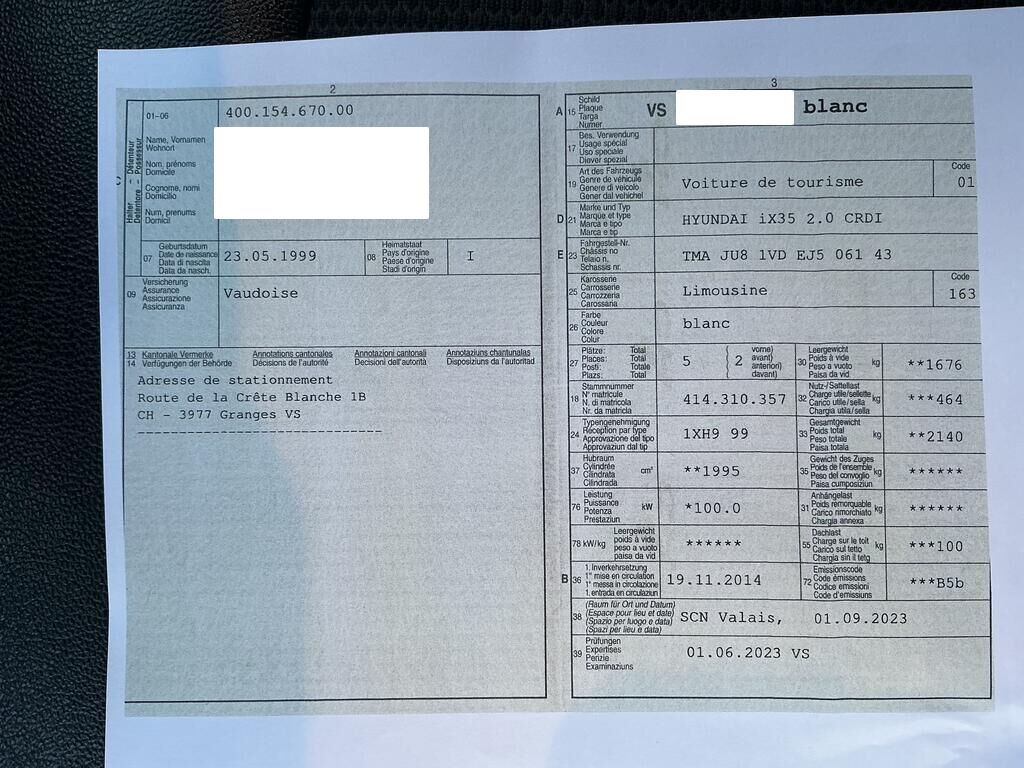 2
01-06
400.154.670.00
Halter – Détenteur
Detentore – Possessur
Name, Vornamen
Wohnort
Nom, prénoms
Domicile
Cognome, nomi
Domicilio
Num, prenums
Domicil
07
Geburtsdatum
Date de naissance
Data di nascita
Data da nasch.
23.05.1999
08
Heimatstaat
Pays d'origine
Paese d'origine
Stadi d'origin
I
09
Versicherung
Assurance
Assicurazione
Assicuranza
Vaudoise
13
14
Kantonale Vermerke
Verfügungen der Behörde
Annotations cantonales
Décisions de l'autorité
Annotazioni cantonali
Decisioni dell'autorità
Annotaziuns chantunalas
Disposiziuns da l'autoritad
Adresse de stationnement
Route de la Crête Blanche 1B
CH - 3977 Granges VS
3
A 15
Schild
Plaque
Targa
Numer
VS
blanc
17
Bes. Verwendung
Usage spécial
Uso speciale
Diever spezial
19
Art des Fahrzeugs
Genre de véhicule
Genere di veicolo
Gener dal vehichel
Voiture de tourisme
Code
01
D 21
Marke und Typ
Marque et type
Marca e tipo
Marca e tip
HYUNDAI iX35 2.0 CRDI
E 23
Fahrgestell-Nr.
Châssis no
Telaio n.
Schassis nr.
TMA JU8 1VD EJ5 061 43
25
Karosserie
Carrosserie
Carrozzeria
Carossaria
Limousine
Code
163
26
Farbe
Couleur
Colore
Colur
blanc
27
Plätze: Total
Places: Total
Posti: Totale
Plazs: Total
5
2
vorne)
avant)
anteriori)
davant)
30
Leergewicht
Poids à vide
Peso a vuoto
Paisa da vid
kg
**1676
18
Stammnummer
N° matricule
N. di matricola
Nr. da matricla
414.310.357
32
Nutz-/Sattellast
Charge utile/sellette
Carico utile/sella
Chargia utila/sella
kg
***464
24
Typengenehmigung
Réception par type
Approvazione del tipo
Approvaziun dal tip
1XH9 99
33
Gesamtgewicht
Poids total
Peso totale
Paisa totala
kg
**2140
37
Hubraum
Cylindrée
Cilindrata
Cilindrada
cm³
**1995
35
Gewicht des Zuges
Poids de l'ensemble
Peso del convoglio
Paisa cumposiziun
kg
******
76
Leistung
Puissance
Potenza
Prestaziun
kW
*100.0
31
Anhängelast
Poids remorquable
Carico rimorchiato
Chargia annexa
kg
******
78 kW/kg
Leergewicht
poids à vide
peso a vuoto
paisa da vid
******
55
Dachlast
Charge sur le toit
Carico sul tetto
Chargia sin il tetg
kg
***100
B 36
1. Inverkehrsetzung
1re mise en circulation
1a messa in circolazione
1. entrada en circulaziun
19.11.2014
72
Emissionscode
Code émissions
Codice emissioni
Code d'emissiuns
***B5b
38
(Raum für Ort und Datum)
(Espace pour lieu et date)
(Spazio per luogo e data)
(Spazi per lieu e data)
SCN Valais, 01.09.2023
39
Prüfungen
Expertises
Perizie
Examinaziuns
01.06.2023 VS